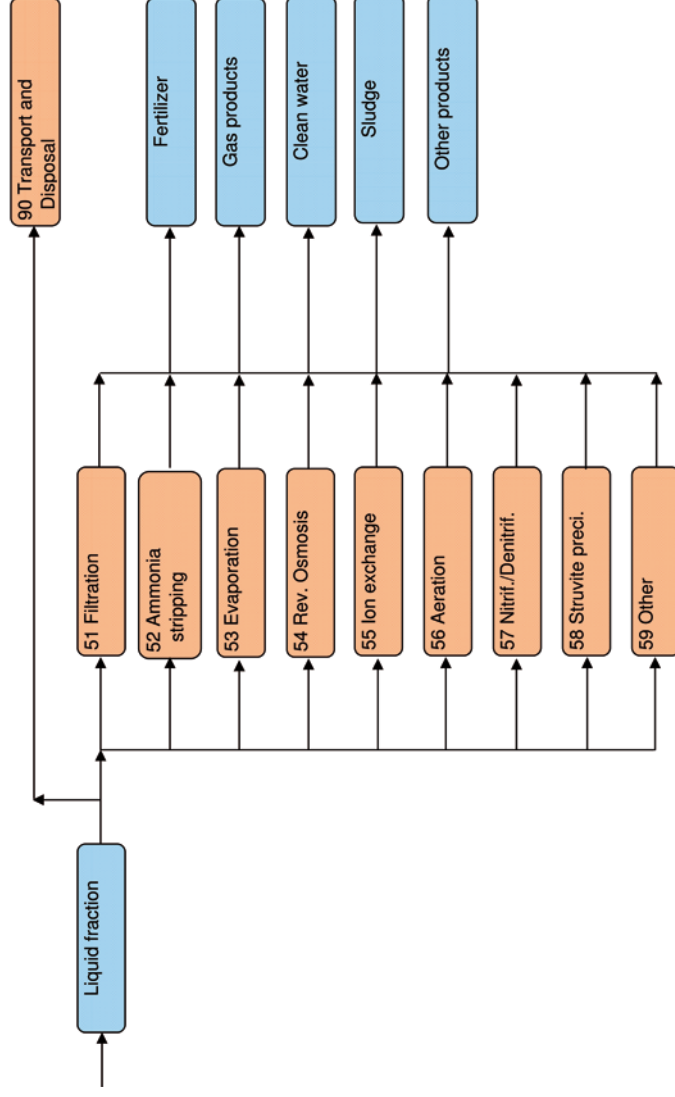 90 Transport and
Disposal
Liquid fraction
51 Filtration
52 Ammonia
stripping
53 Evaporation
54 Rev. Osmosis
55 Ion exchange
56 Aeration
57 Nitrif./Denitrif.
58 Struvite preci.
59 Other
Fertilizer
Gas products
Clean water
Sludge
Other products